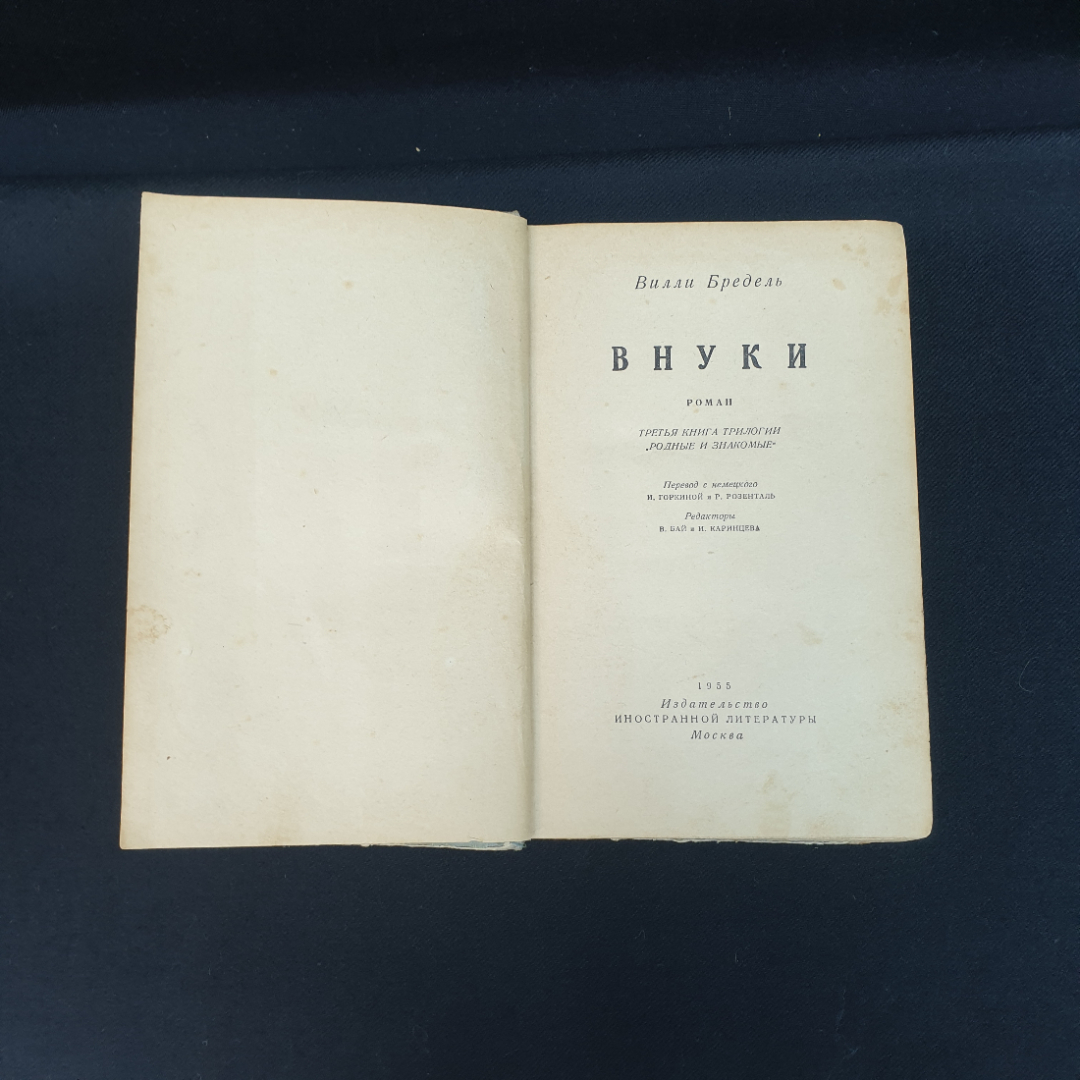 Вилли Бредель
ВНУКИ
РОМАН
ТРЕТЬЯ КНИГА ТРИЛОГИИ
„РОДНЫЕ И ЗНАКОМЫЕ“
Перевод с немецкого
И. ГОРКИНОЙ и Р. РОЗЕНТАЛЬ
Редакторы
В. БАЙ и Н. КАРИНЦЕВА
1955
Издательство
ИНОСТРАННОЙ ЛИТЕРАТУРЫ
Москва